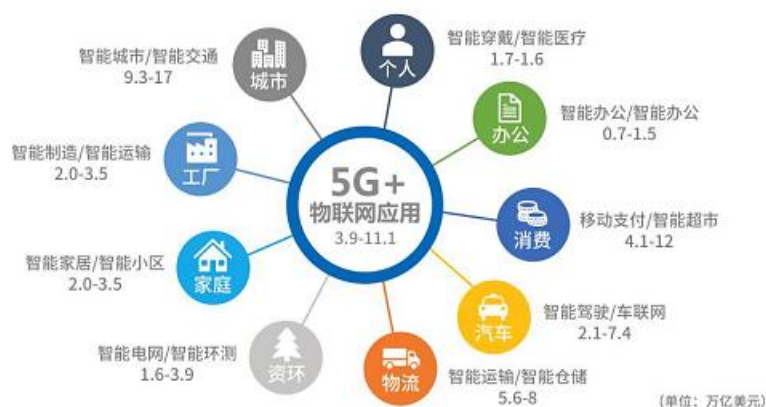 5G+
物联网应用
3.9-11.1
个人
智能穿戴/智能医疗
1.7-1.6
办公
智能办公/智能办公
0.7-1.5
消费
移动支付/智能超市
4.1-12
汽车
智能驾驶/车联网
2.1-7.4
物流
智能运输/智能仓储
5.6-8
资环
智能电网/智能环测
1.6-3.9
家庭
智能家居/智能小区
2.0-3.5
工厂
智能制造/智能运输
2.0-3.5
城市
智能城市/智能交通
9.3-17
(单位：万亿美元)